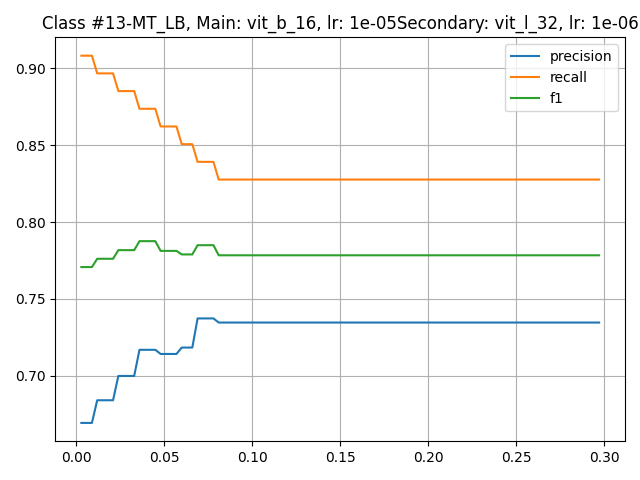 Class #13-MT_LB, Main: vit_b_16, lr: 1e-05Secondary: vit_l_32, lr: 1e-06
precision
recall
f1
0.90
0.85
0.80
0.75
0.70
0.00 0.05 0.10 0.15 0.20 0.25 0.30